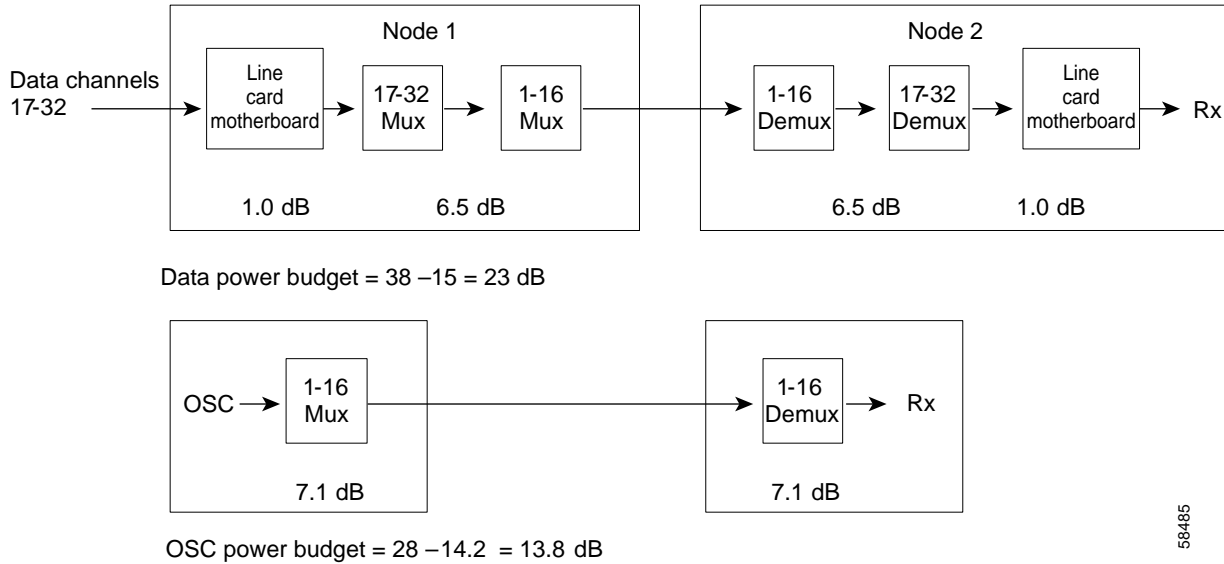 Node 1
Node 2
Data channels
17-32
Line
card
motherboard
17-32
Mux
1-16
Mux
1-16
Demux
17-32
Demux
Line
card
motherboard
Rx
1.0 dB
6.5 dB
6.5 dB
1.0 dB
Data power budget = 38 –15 = 23 dB
OSC
1-16
Mux
1-16
Demux
Rx
7.1 dB
7.1 dB
OSC power budget = 28 –14.2 = 13.8 dB
58485